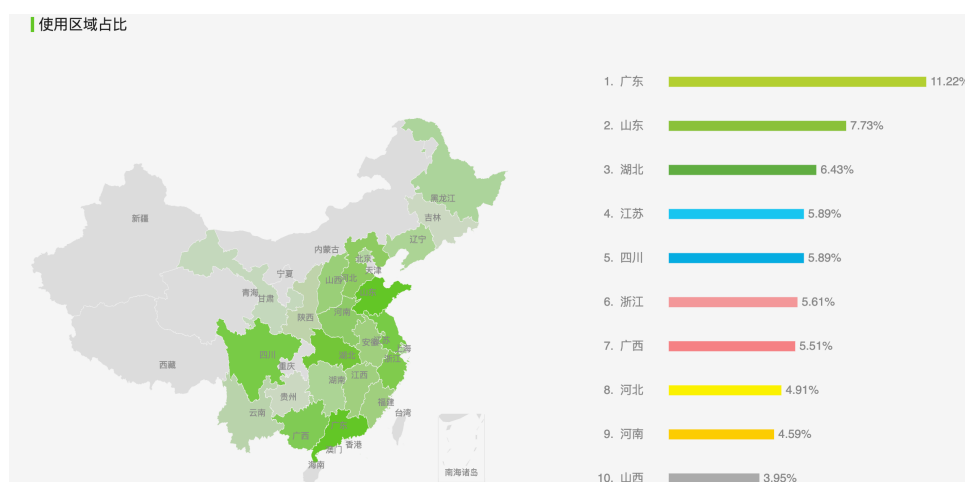 使用区域占比
1. 广东 11.22%
2. 山东 7.73%
3. 湖北 6.43%
4. 江苏 5.89%
5. 四川 5.89%
6. 浙江 5.61%
7. 广西 5.51%
8. 河北 4.91%
9. 河南 4.59%
10. 山西 3.95%
黑龙江
吉林
新疆
辽宁
内蒙古
北京
天津
宁夏
山西
河北
青海
甘肃
山东
河南
陕西
安徽
江苏
上海
四川
湖北
浙江
西藏
重庆
湖南
江西
贵州
福建
云南
台湾
广东
广西
香港
澳门
海南
南海诸岛